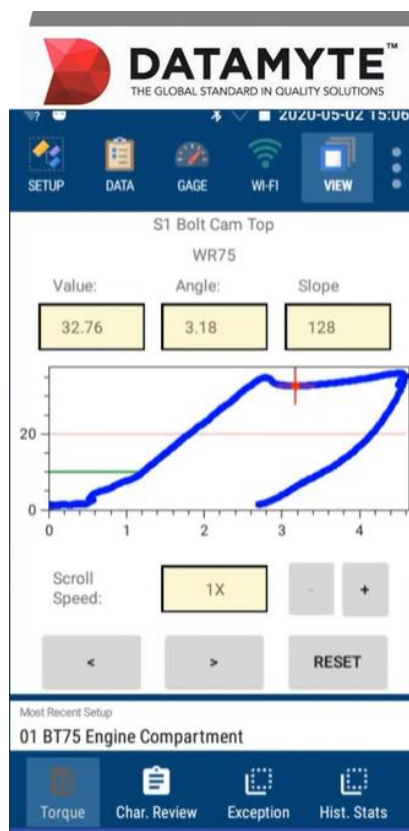 DATAMYTE™
THE GLOBAL STANDARD IN QUALITY SOLUTIONS
2020-05-02 15:06
SETUP DATA GAGE WI-FI VIEW
S1 Bolt Cam Top
WR75
Value: Angle: Slope
32.76 3.18 128
20
0
0 1 2 3 4
Scroll
Speed:
1X - +
< > RESET
Most Recent Setup
01 BT75 Engine Compartment
Torque Char. Review Exception Hist. Stats